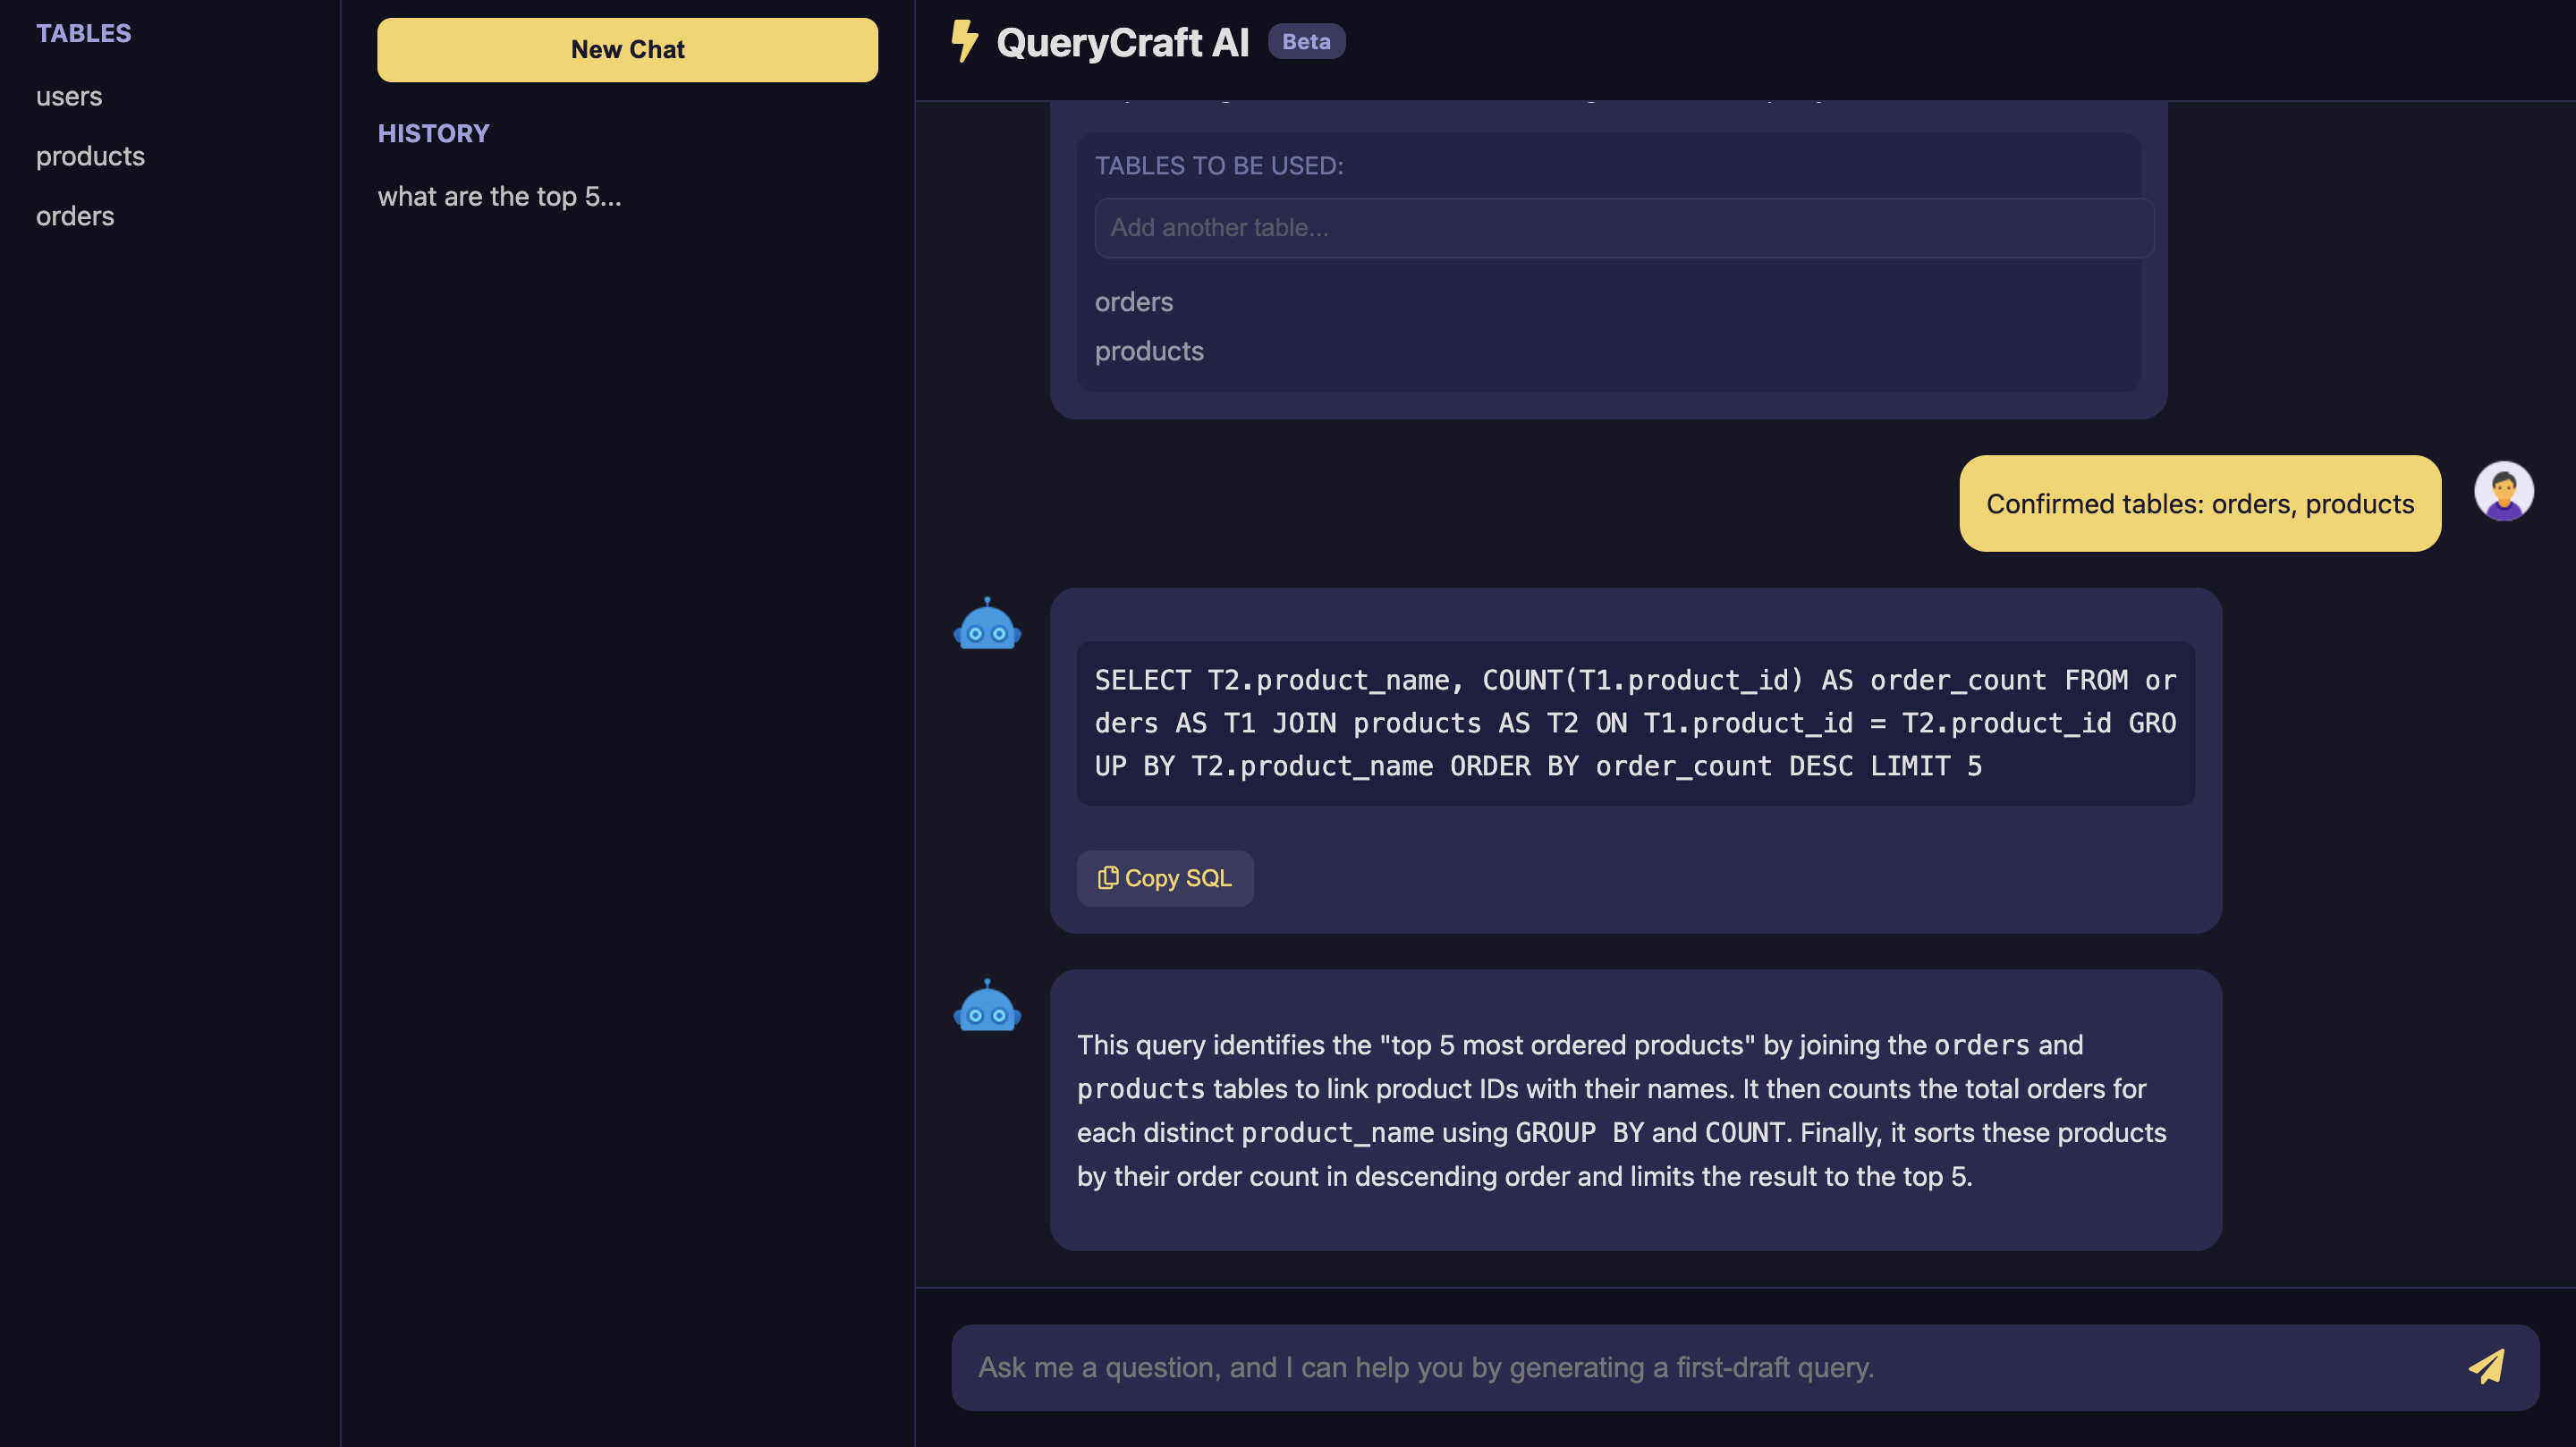 TABLES
users
products
orders
New Chat
HISTORY
what are the top 5...
QueryCraft AI
Beta
TABLES TO BE USED:
Add another table...
orders
products
Confirmed tables: orders, products
SELECT T2.product_name, COUNT(T1.product_id) AS order_count FROM or
ders AS T1 JOIN products AS T2 ON T1.product_id = T2.product_id GRO
UP BY T2.product_name ORDER BY order_count DESC LIMIT 5
Copy SQL
This query identifies the "top 5 most ordered products" by joining the orders and
products tables to link product IDs with their names. It then counts the total orders for
each distinct product_name using GROUP BY and COUNT. Finally, it sorts these products
by their order count in descending order and limits the result to the top 5.
Ask me a question, and I can help you by generating a first-draft query.